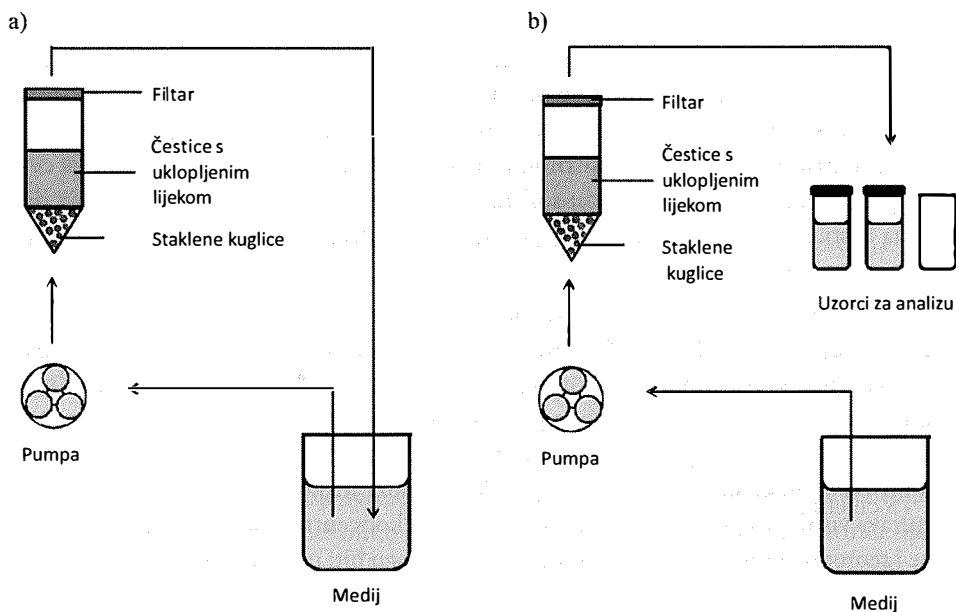 a)
Filtar
Čestice s
uklopljenim
lijekom
Staklene kuglice
Pumpa
Medij
b)
Filtar
Čestice s
uklopljenim
lijekom
Staklene
kuglice
Uzorci za analizu
Pumpa
Medij